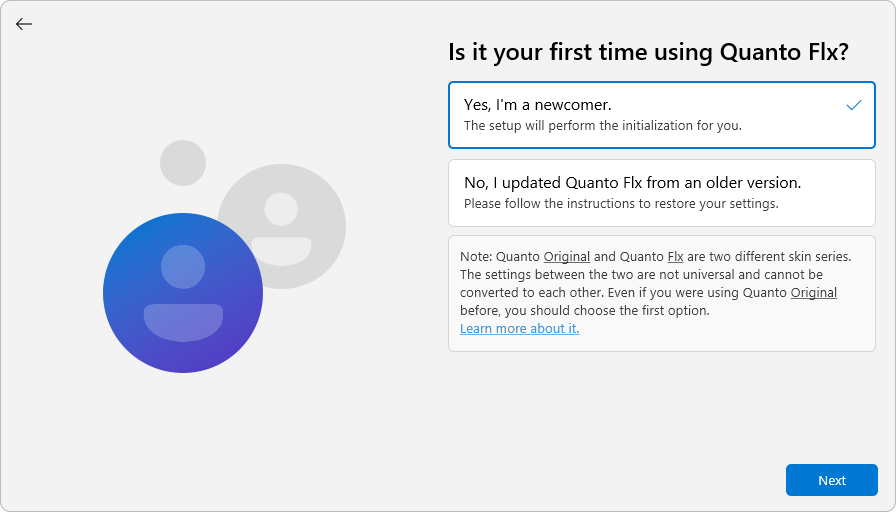 Is it your first time using Quanto Flx?
Yes, I'm a newcomer.
The setup will perform the initialization for you.
No, I updated Quanto Flx from an older version.
Please follow the instructions to restore your settings.
Note: Quanto Original and Quanto Flx are two different skin series.
The settings between the two are not universal and cannot be
converted to each other. Even if you were using Quanto Original
before, you should choose the first option.
Learn more about it.
Next